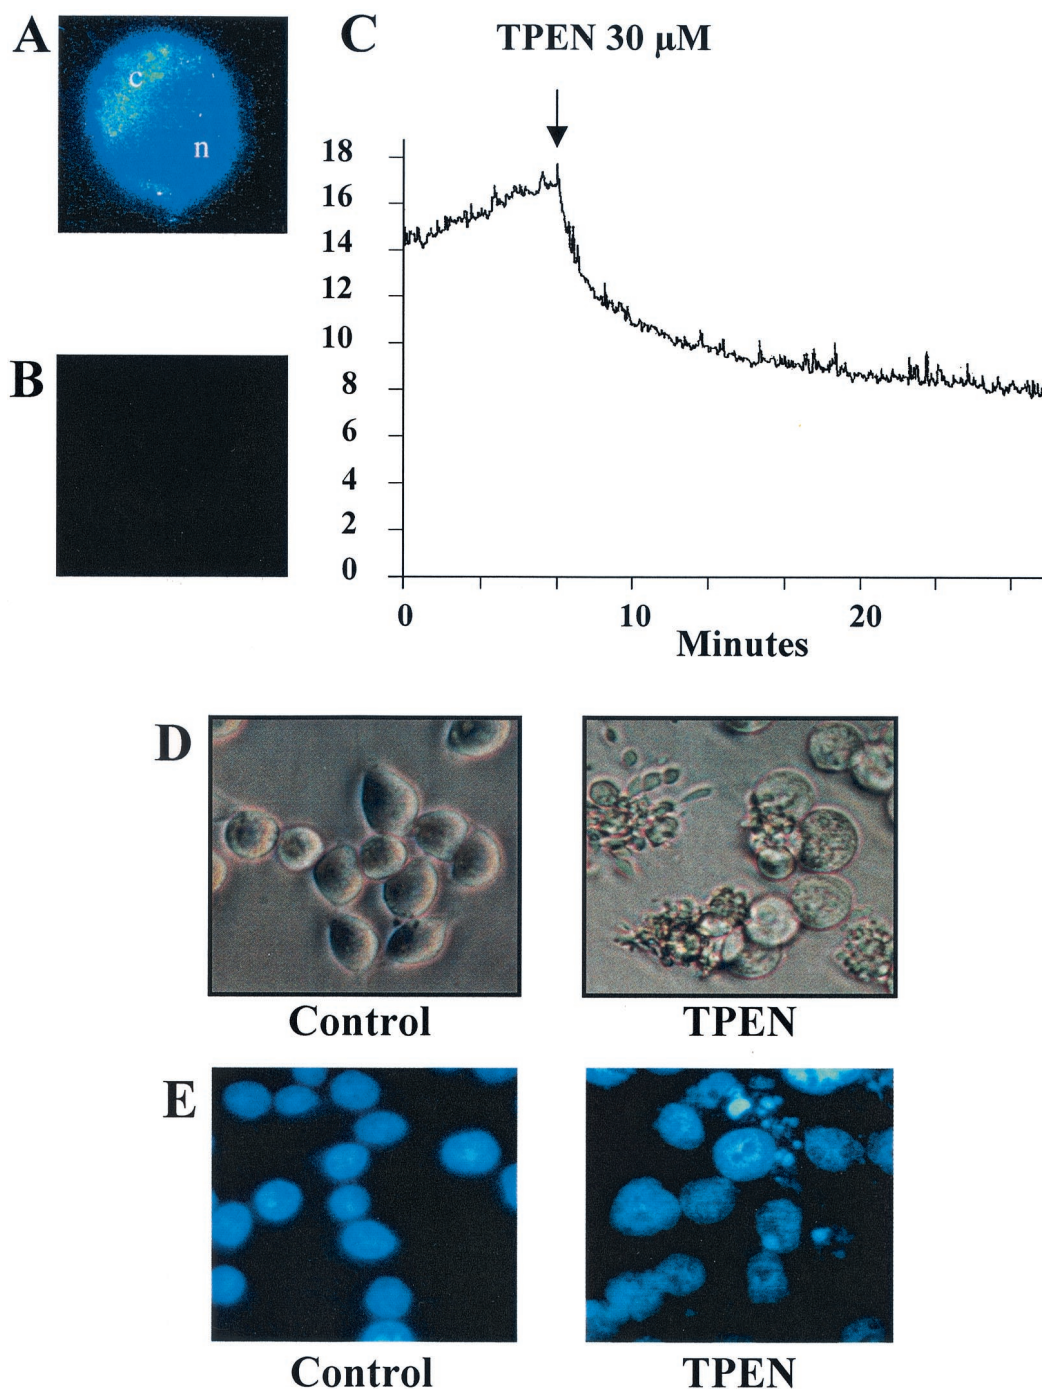 A
c
n
B
C
TPEN 30 μM
18
16
14
12
10
8
6
4
2
0
0 10 20
Minutes
D
Control TPEN
E
Control TPEN